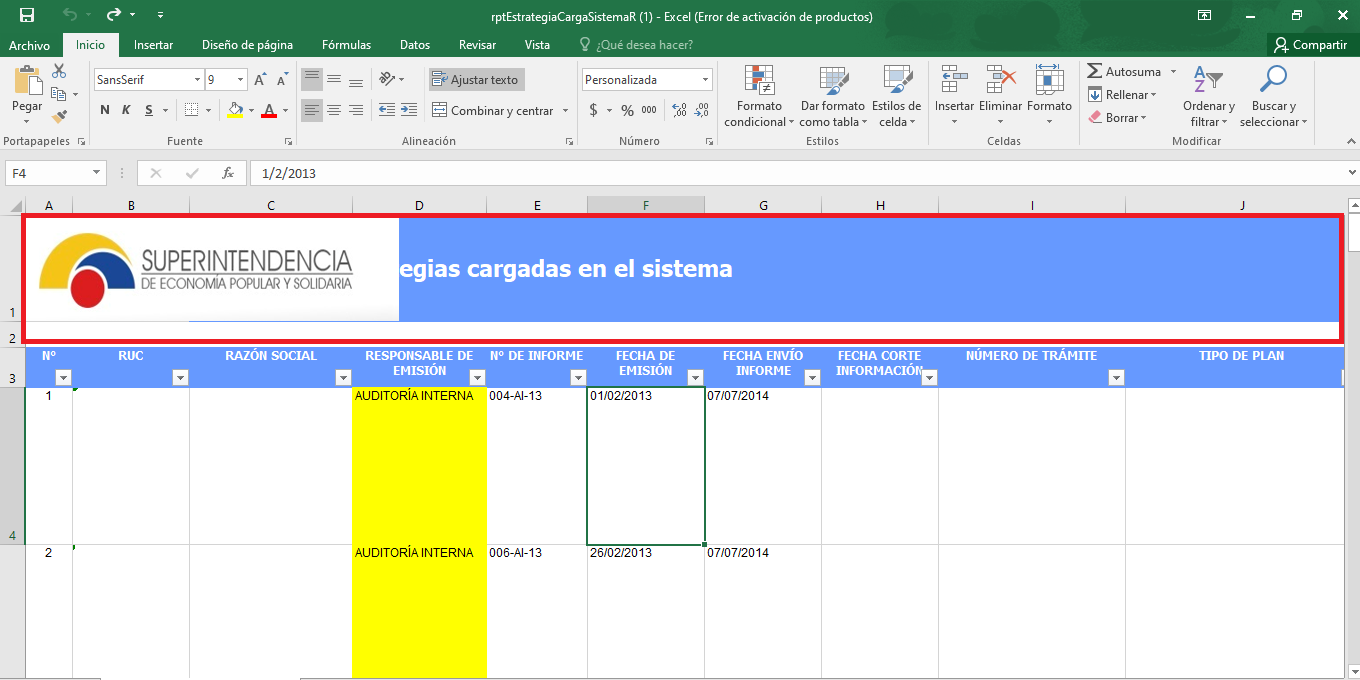 rptEstrategiaCargaSistemaR (1) - Excel (Error de activación de productos)
Archivo Inicio Insertar Diseño de página Fórmulas Datos Revisar Vista ¿Qué desea hacer? Compartir
Pegar
SansSerif 9
N K S
Ajustar texto
Combinar y centrar
Personalizada
$ % 000
Formato condicional
Dar formato como tabla
Estilos de celda
Insertar Eliminar Formato
Autosuma
Rellenar
Borrar
Ordenar y filtrar
Buscar y seleccionar
Portapapeles Fuente Alineación Número Estilos Celdas Modificar
F4 fx 1/2/2013
A B C D E F G H I J
1
SUPERINTENDENCIA
DE ECONOMÍA POPULAR Y SOLIDARIA
egias cargadas en el sistema
2
3
Nº RUC RAZÓN SOCIAL RESPONSABLE DE EMISIÓN Nº DE INFORME FECHA DE EMISIÓN FECHA ENVÍO INFORME FECHA CORTE INFORMACIÓN NÚMERO DE TRÁMITE TIPO DE PLAN
4
1 AUDITORÍA INTERNA 004-AI-13 01/02/2013 07/07/2014
2 AUDITORÍA INTERNA 006-AI-13 26/02/2013 07/07/2014